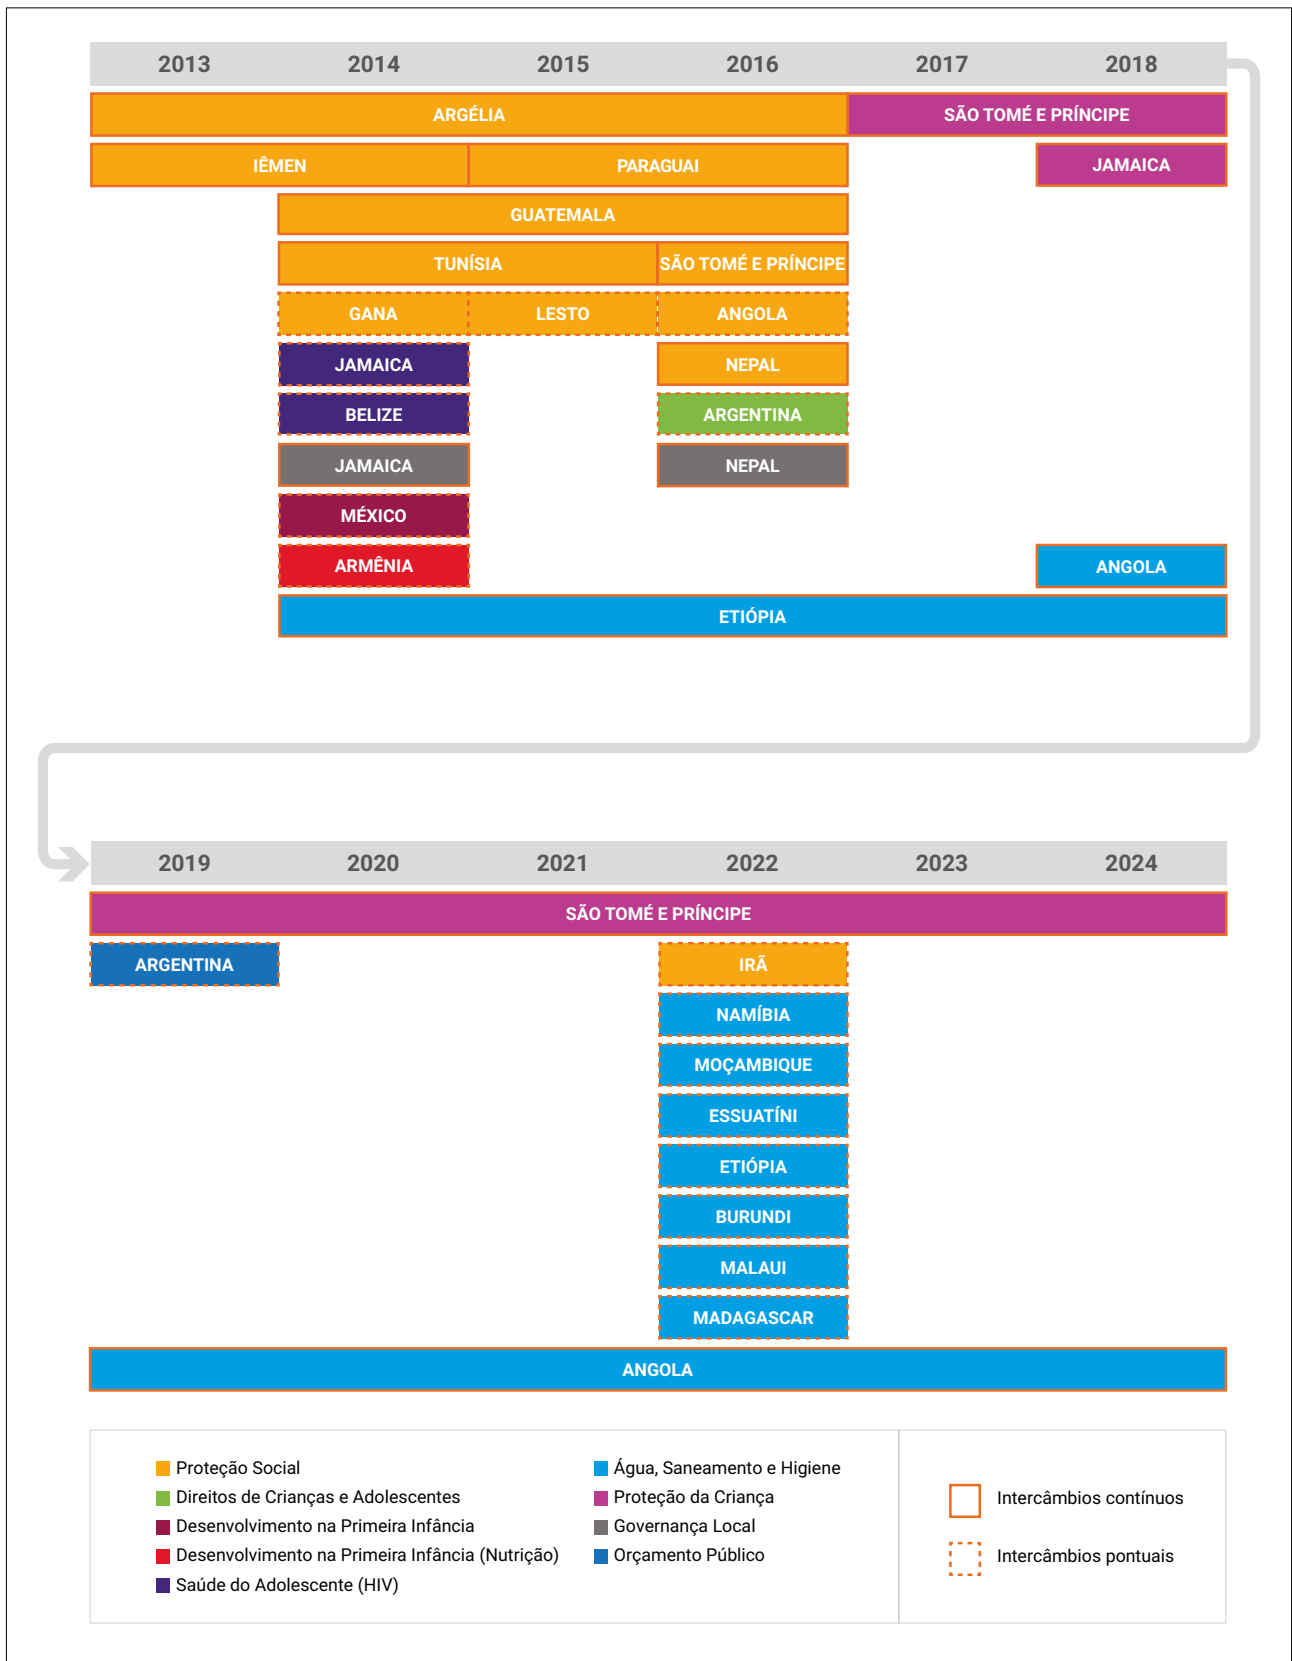 2013 2014 2015 2016 2017 2018
ARGÉLIA SÃO TOMÉ E PRÍNCIPE
IÊMEN PARAGUAI JAMAICA
GUATEMALA
TUNÍSIA SÃO TOMÉ E PRÍNCIPE
GANA LESTO ANGOLA
JAMAICA NEPAL
BELIZE ARGENTINA
JAMAICA NEPAL
MÉXICO
ARMÊNIA ANGOLA
ETIÓPIA
2019 2020 2021 2022 2023 2024
SÃO TOMÉ E PRÍNCIPE
ARGENTINA IRÃ
NAMÍBIA
MOÇAMBIQUE
ESSUATÍNI
ETIÓPIA
BURUNDI
MALAUI
MADAGASCAR
ANGOLA
Proteção Social
Direitos de Crianças e Adolescentes
Desenvolvimento na Primeira Infância
Desenvolvimento na Primeira Infância (Nutrição)
Saúde do Adolescente (HIV)
Água, Saneamento e Higiene
Proteção da Criança
Governança Local
Orçamento Público
Intercâmbios contínuos
Intercâmbios pontuais